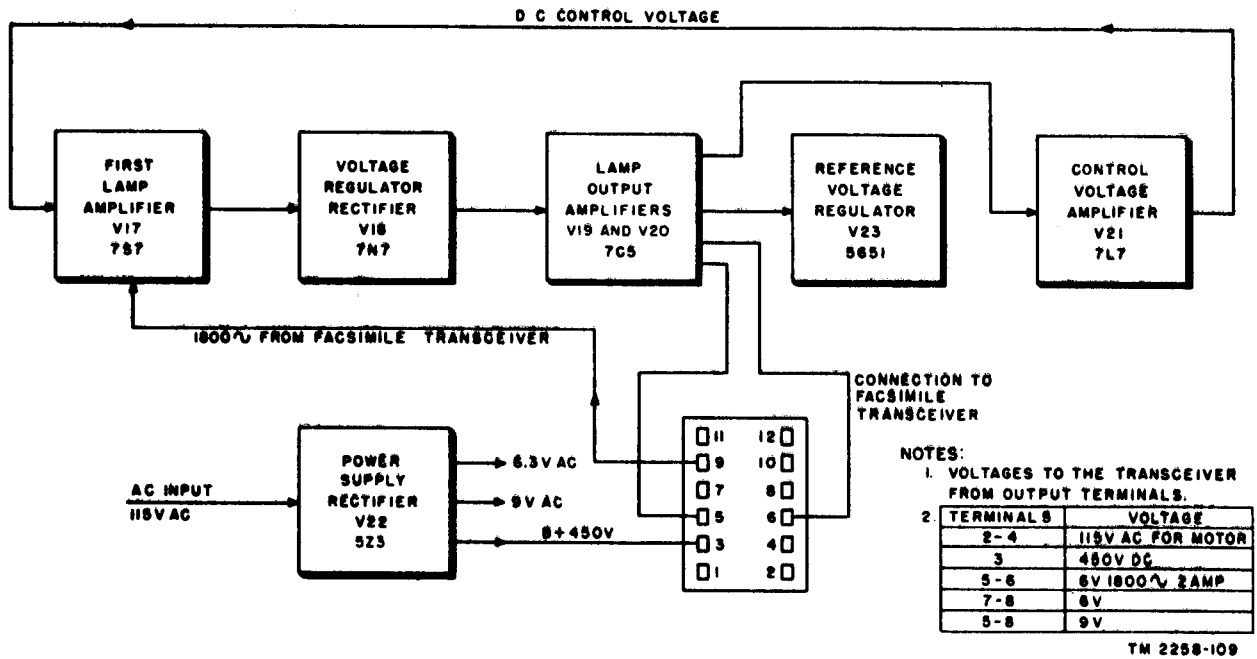 D C CONTROL VOLTAGE
FIRST
LAMP
AMPLIFIER
V17
7S7
VOLTAGE
REGULATOR
RECTIFIER
V18
7N7
LAMP
OUTPUT
AMPLIFIERS
V19 AND V20
7C5
REFERENCE
VOLTAGE
REGULATOR
V23
5651
CONTROL
VOLTAGE
AMPLIFIER
V21
7L7
1800∿ FROM FACSIMILE TRANSCEIVER
CONNECTION TO
FACSIMILE
TRANSCEIVER
AC INPUT
115V AC
POWER
SUPPLY
RECTIFIER
V22
5Z3
6.3V AC
9V AC
B+450V
11 12
9 10
7 8
5 6
3 4
1 2
NOTES:
1. VOLTAGES TO THE TRANSCEIVER
FROM OUTPUT TERMINALS.
2. TERMINALS VOLTAGE
2-4 115V AC FOR MOTOR
3 450V DC
5-6 6V 1800∿ 2AMP
7-8 6V
5-8 9V
TM 2258-109